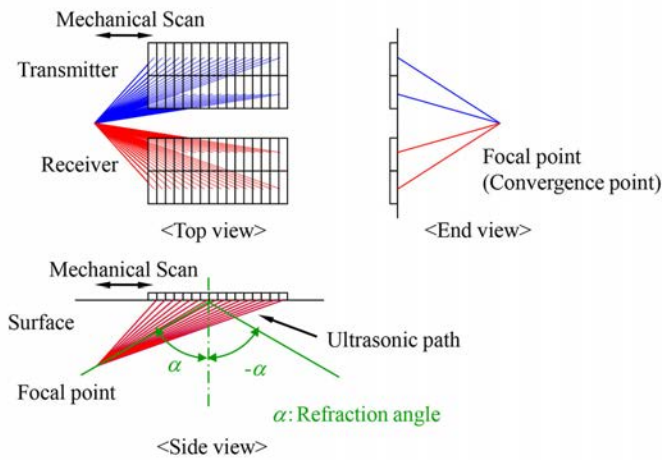 Mechanical Scan
Transmitter
Receiver
<Top view>
Focal point
(Convergence point)
<End view>
Mechanical Scan
Surface
Ultrasonic path
Focal point
α
-α
α: Refraction angle
<Side view>